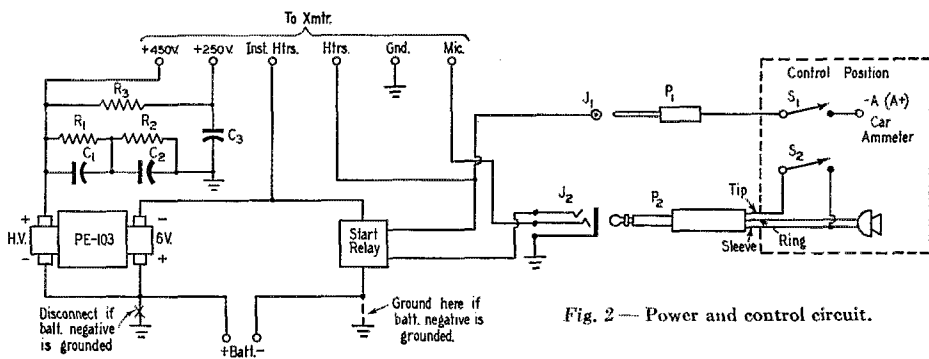 To Xmtr.
+450V. +250V. Inst. Htrs. Htrs. Gnd. Mic.
R3
R1 R2
C1 C2 C3
+ -
H.V. PE-103 6V.
- +
Start
Relay
Disconnect if
batt. negative
is grounded
+Batt.-
Ground here if
batt. negative is
grounded.
J1 P1
Control Position
S1
-A (A+)
Car
Ammeter
S2
J2 P2
Tip
Ring
Sleeve
Fig. 2 — Power and control circuit.